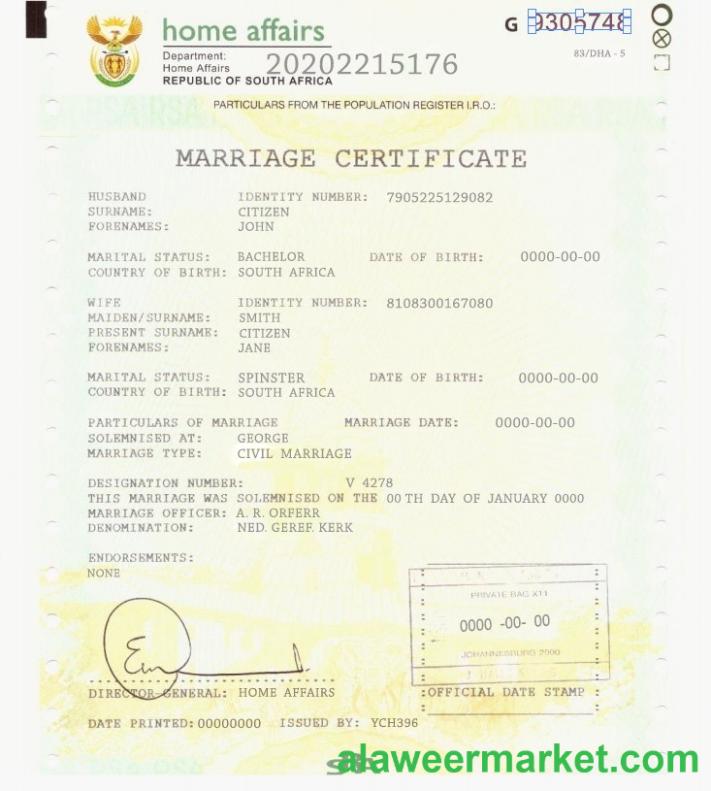 home affairs
G 9305748
Department:
Home Affairs
REPUBLIC OF SOUTH AFRICA
20202215176
83/DHA - 5
PARTICULARS FROM THE POPULATION REGISTER I.R.O.:
MARRIAGE CERTIFICATE
HUSBAND IDENTITY NUMBER: 7905225129082
SURNAME: CITIZEN
FORENAMES: JOHN
MARITAL STATUS: BACHELOR DATE OF BIRTH: 0000-00-00
COUNTRY OF BIRTH: SOUTH AFRICA
WIFE IDENTITY NUMBER: 8108300167080
MAIDEN/SURNAME: SMITH
PRESENT SURNAME: CITIZEN
FORENAMES: JANE
MARITAL STATUS: SPINSTER DATE OF BIRTH: 0000-00-00
COUNTRY OF BIRTH: SOUTH AFRICA
PARTICULARS OF MARRIAGE MARRIAGE DATE: 0000-00-00
SOLEMNISED AT: GEORGE
MARRIAGE TYPE: CIVIL MARRIAGE
DESIGNATION NUMBER: V 4278
THIS MARRIAGE WAS SOLEMNISED ON THE 00 TH DAY OF JANUARY 0000
MARRIAGE OFFICER: A. R. ORFERR
DENOMINATION: NED. GEREF. KERK
ENDORSEMENTS:
NONE
PRIVATE BAG X11
0000 -00- 00
JOHANNESBURG 2000
DIRECTOR-GENERAL: HOME AFFAIRS
:OFFICIAL DATE STAMP :
DATE PRINTED: 00000000 ISSUED BY: YCH396
alaweermarket.com